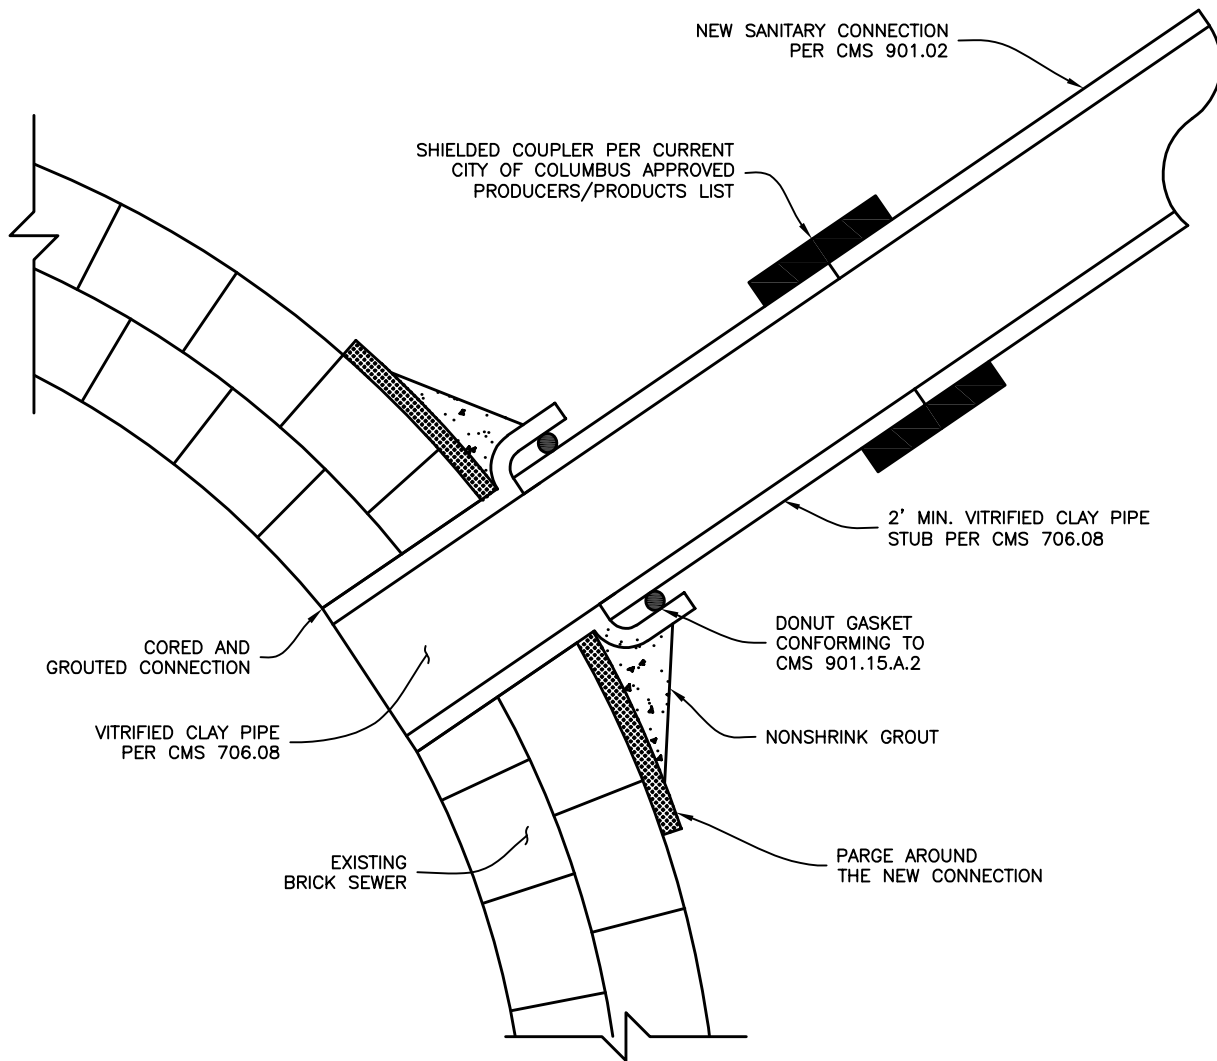 NEW SANITARY CONNECTION
PER CMS 901.02
SHIELDED COUPLER PER CURRENT
CITY OF COLUMBUS APPROVED
PRODUCERS/PRODUCTS LIST
2' MIN. VITRIFIED CLAY PIPE
STUB PER CMS 706.08
DONUT GASKET
CONFORMING TO
CMS 901.15.A.2
CORED AND
GROUTED CONNECTION
VITRIFIED CLAY PIPE
PER CMS 706.08
NONSHRINK GROUT
EXISTING
BRICK SEWER
PARGE AROUND
THE NEW CONNECTION